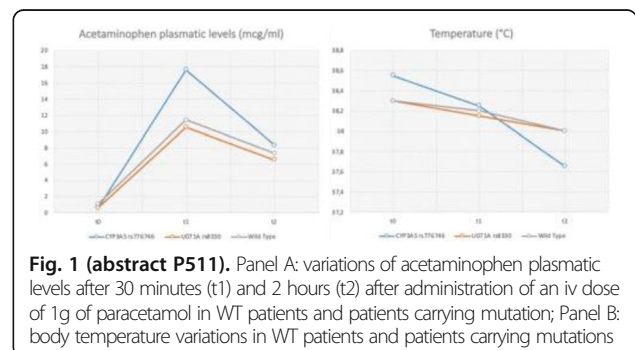 Acetaminophen plasmatic levels (mcg/ml)
20
18
16
14
12
10
8
6
4
2
0
t0
t1
t2
CYP3A5 rs776746
UGT1A rs8330
Wild Type
Temperature (°C)
38,8
38,6
38,4
38,2
38
37,8
37,6
37,4
37,2
t0
t1
t2
CYP3A5 rs776746
UGT1A rs8330
Wild Type
Fig. 1 (abstract P511). Panel A: variations of acetaminophen plasmatic
levels after 30 minutes (t1) and 2 hours (t2) after administration of an iv dose
of 1g of paracetamol in WT patients and patients carrying mutation; Panel B:
body temperature variations in WT patients and patients carrying mutations